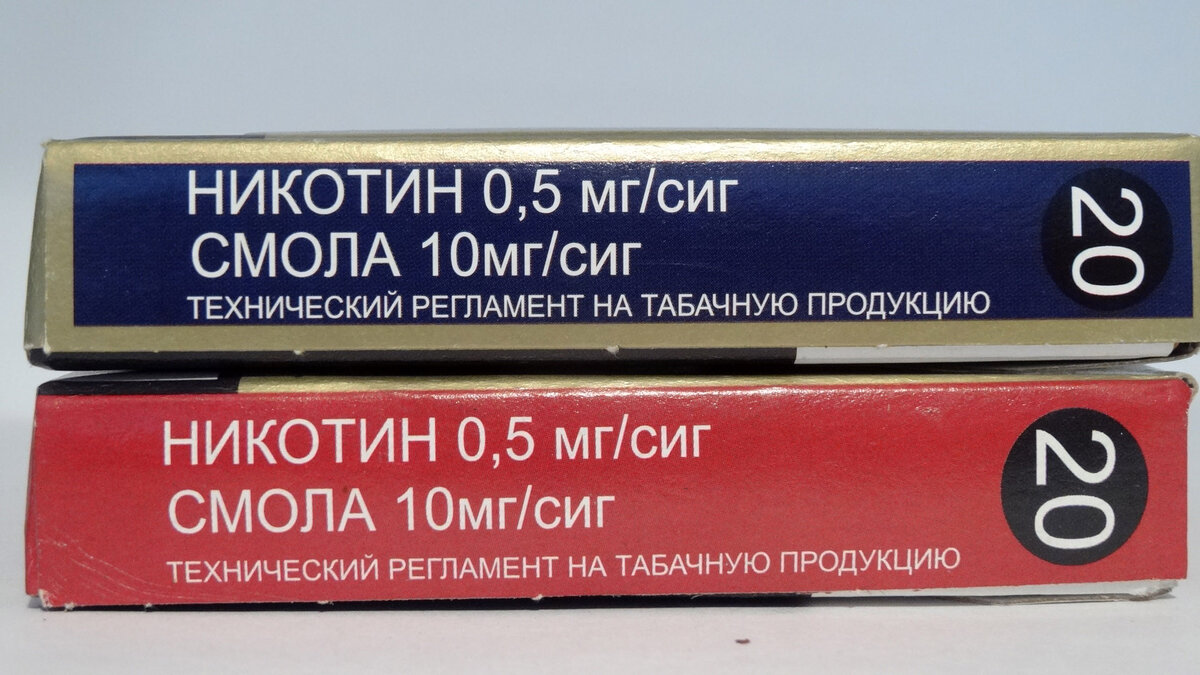 НИКОТИН 0,5 мг/сиг
СМОЛА 10мг/сиг
ТЕХНИЧЕСКИЙ РЕГЛАМЕНТ НА ТАБАЧНУЮ ПРОДУКЦИЮ
20
НИКОТИН 0,5 мг/сиг
СМОЛА 10мг/сиг
ТЕХНИЧЕСКИЙ РЕГЛАМЕНТ НА ТАБАЧНУЮ ПРОДУКЦИЮ
20